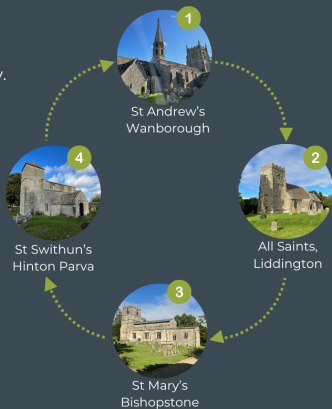 y.
1
St Andrew's
Wanborough
2
All Saints,
Liddington
3
St Mary's
Bishopstone
4
St Swithun's
Hinton Parva